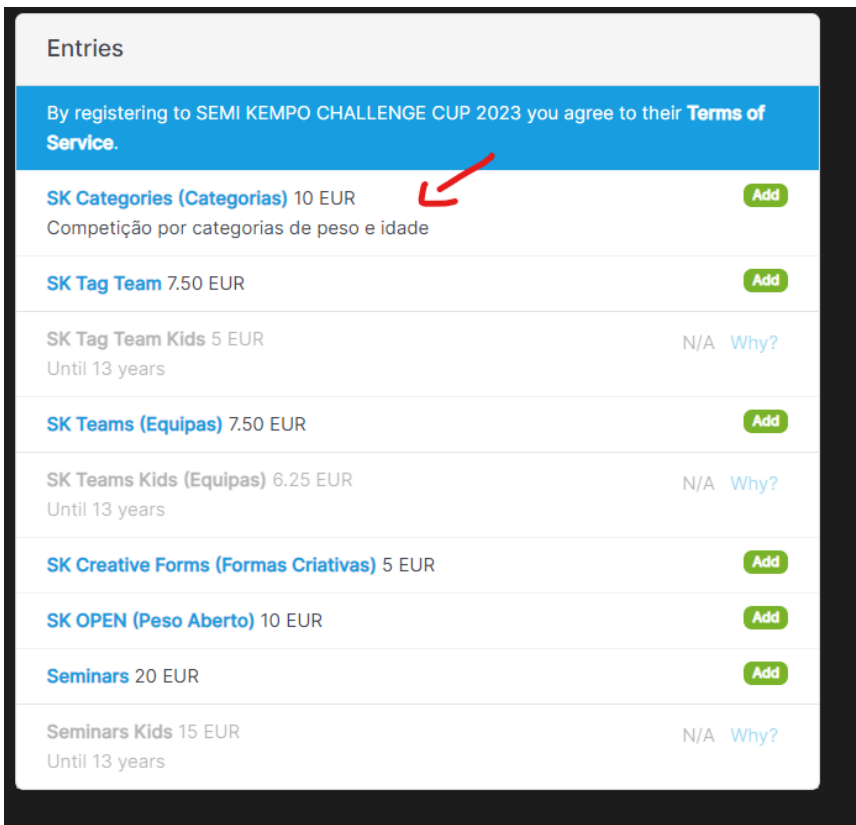 Entries
By registering to SEMI KEMPO CHALLENGE CUP 2023 you agree to their Terms of
Service.
SK Categories (Categorias) 10 EUR Add
Competição por categorias de peso e idade
SK Tag Team 7.50 EUR Add
SK Tag Team Kids 5 EUR N/A Why?
Until 13 years
SK Teams (Equipas) 7.50 EUR Add
SK Teams Kids (Equipas) 6.25 EUR N/A Why?
Until 13 years
SK Creative Forms (Formas Criativas) 5 EUR Add
SK OPEN (Peso Aberto) 10 EUR Add
Seminars 20 EUR Add
Seminars Kids 15 EUR N/A Why?
Until 13 years